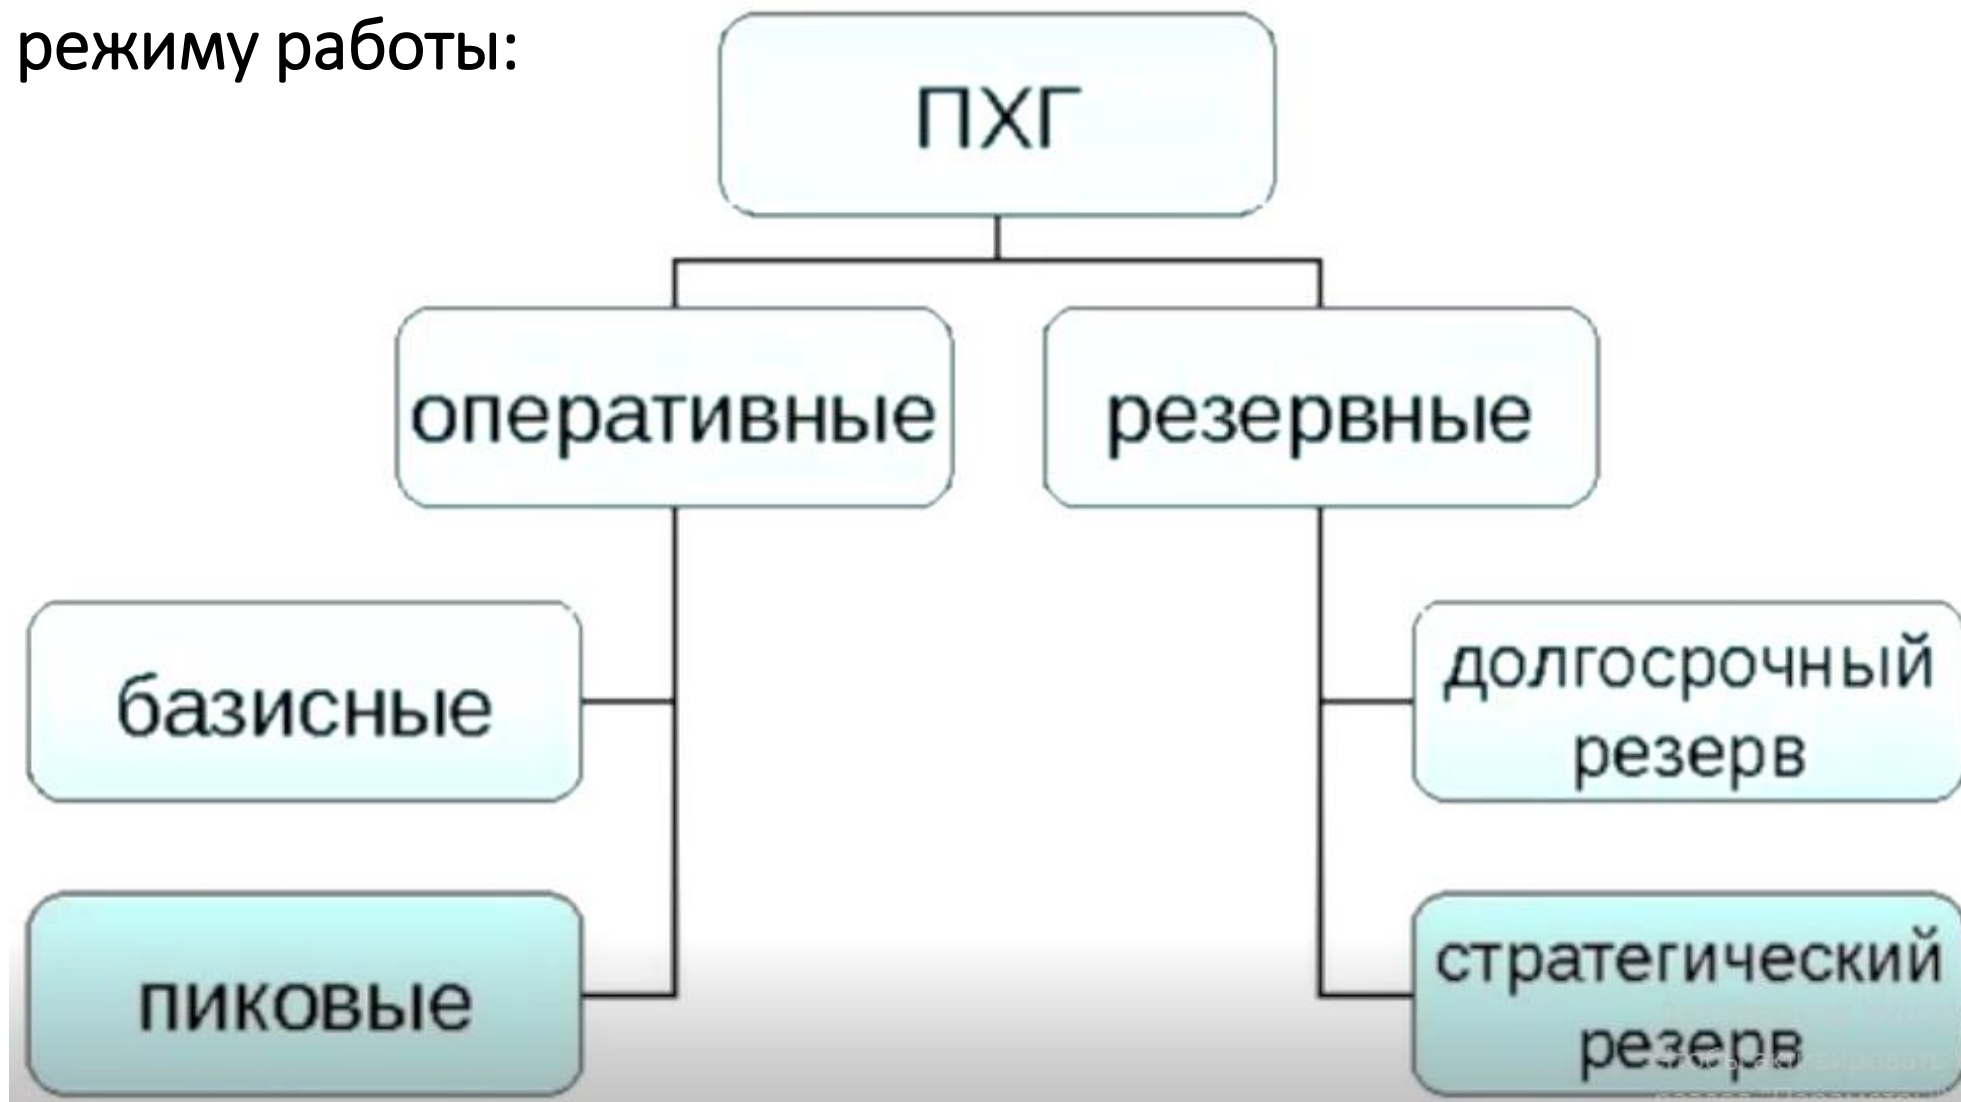 режиму работы:
ПХГ
оперативные
резервные
базисные
долгосрочный
резерв
пиковые
стратегический
резерв